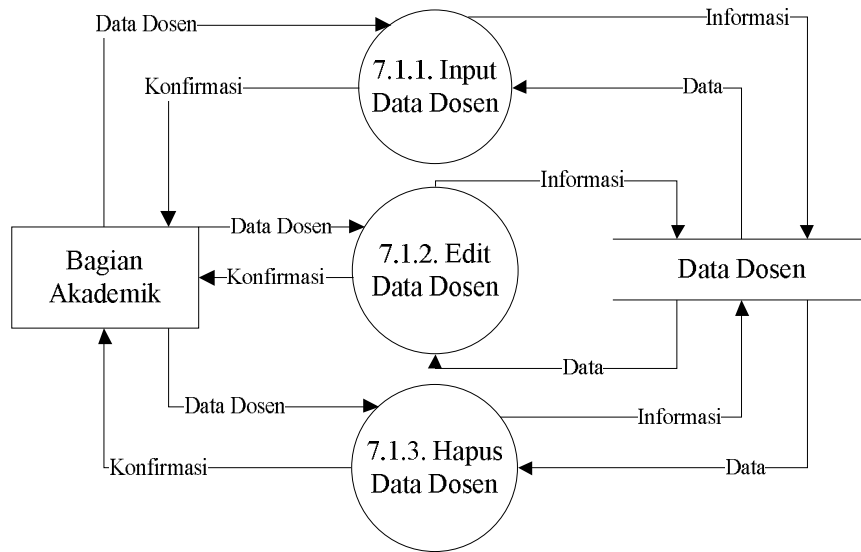 Data Dosen
Informasi
7.1.1. Input
Data Dosen
Konfirmasi
Data
Informasi
Data Dosen
7.1.2. Edit
Data Dosen
Konfirmasi
Bagian
Akademik
Data Dosen
Data
Data Dosen
Informasi
7.1.3. Hapus
Data Dosen
Konfirmasi
Data